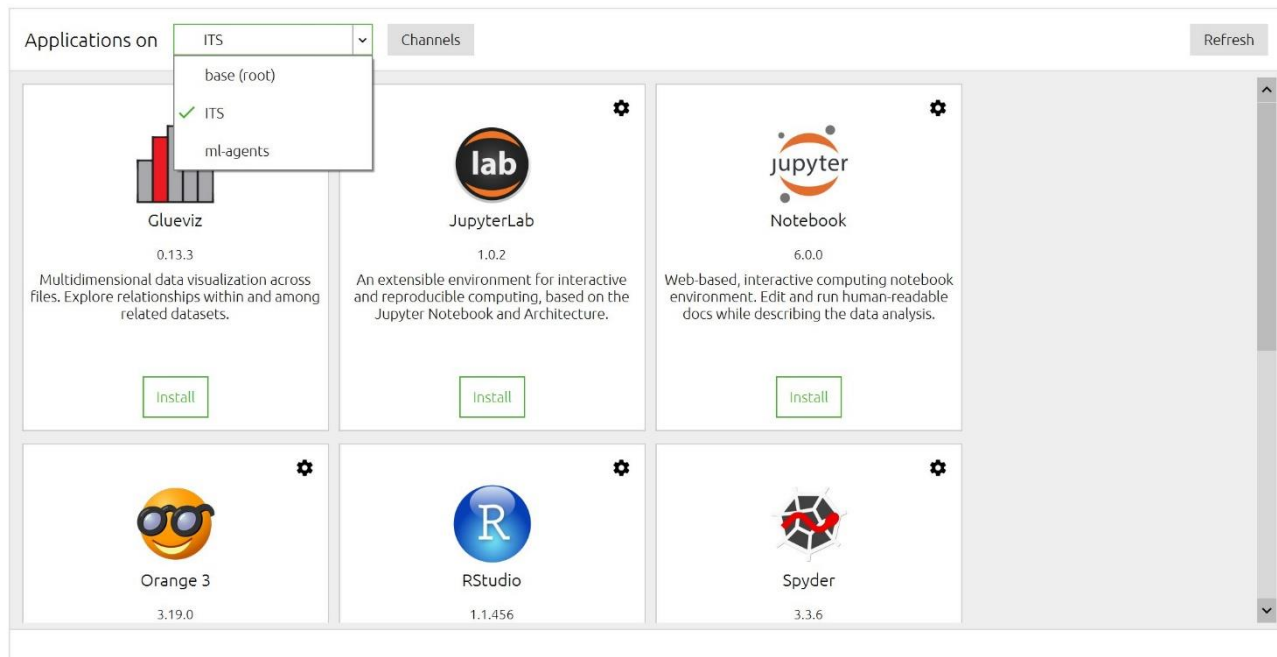 Applications on
ITS
Channels
Refresh
base (root)
ITS
ml-agents
lab
jupyter
Glueviz
JupyterLab
Notebook
0.13.3
1.0.2
6.0.0
Multidimensional data visualization across
files. Explore relationships within and among
related datasets.
An extensible environment for interactive
and reproducible computing, based on the
Jupyter Notebook and Architecture.
Web-based, interactive computing notebook
environment. Edit and run human-readable
docs while describing the data analysis.
Install
Install
Install
R
Orange 3
RStudio
Spyder
3.19.0
1.1.456
3.3.6